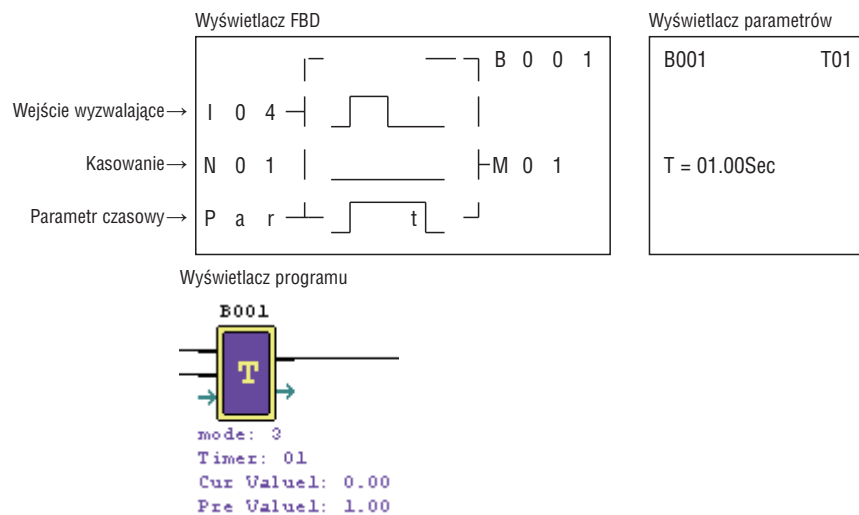 Wyświetlacz FBD
Wyświetlacz parametrów
B 0 0 1
B001 T01
Wejście wyzwalające→ I 0 4
Kasowanie→ N 0 1 M 0 1
T = 01.00Sec
Parametr czasowy→ P a r t
Wyświetlacz programu
B001
T
mode: 3
Timer: 01
Cur Value1: 0.00
Pre Value1: 1.00